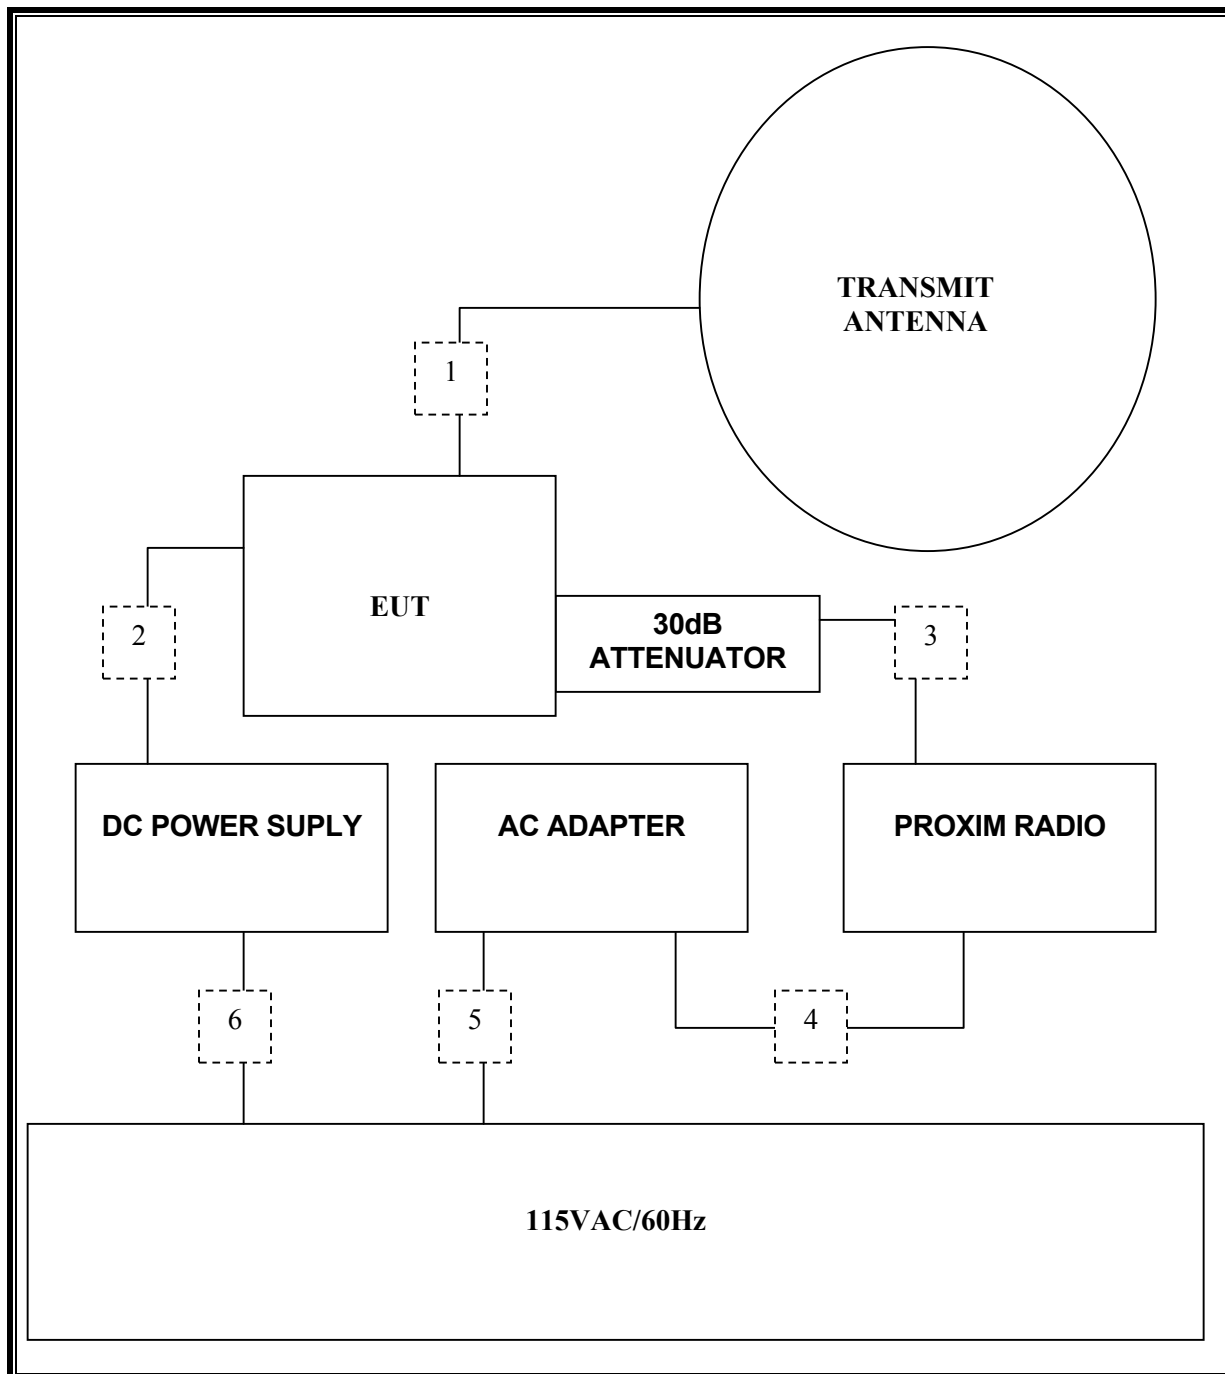 TRANSMIT
ANTENNA
1
EUT
2
30dB
ATTENUATOR
3
DC POWER SUPLY
AC ADAPTER
PROXIM RADIO
6
5
4
115VAC/60Hz